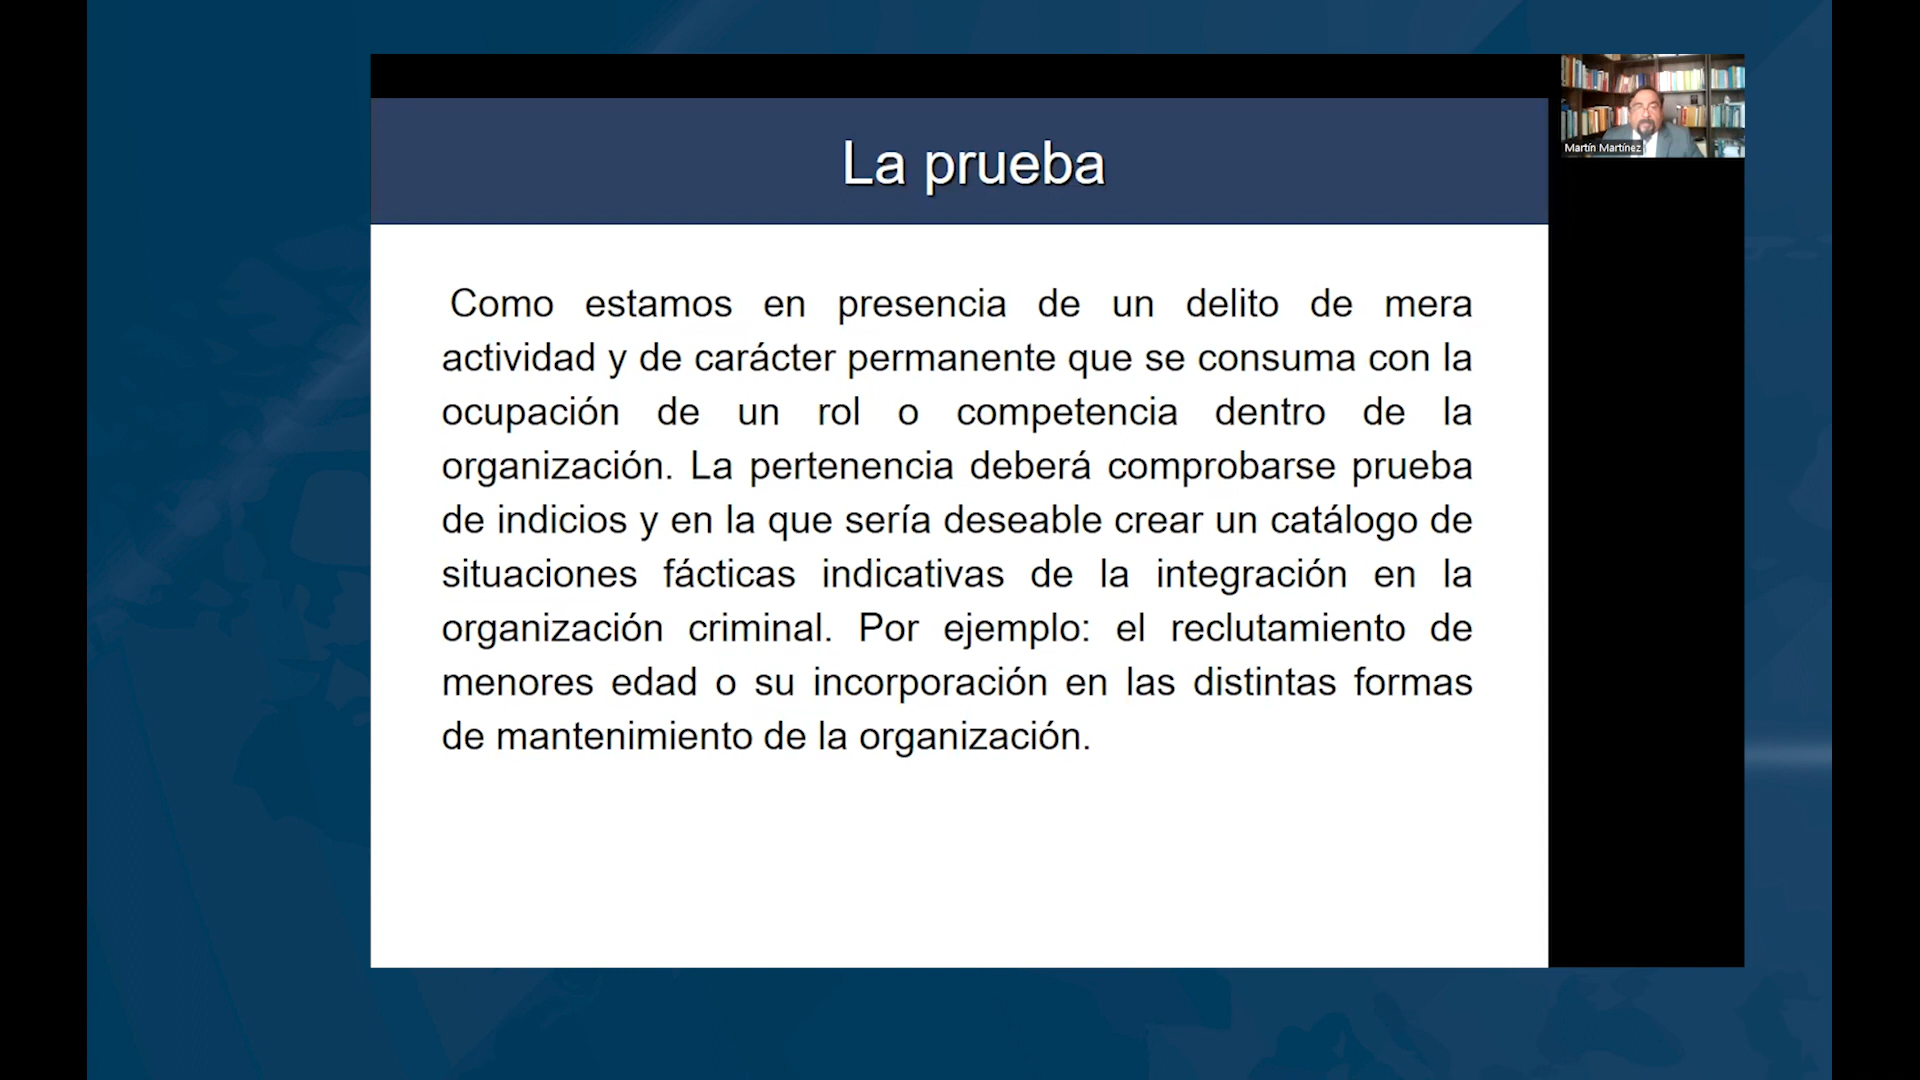 La prueba
Martín Martínez
Como estamos en presencia de un delito de mera
actividad y de carácter permanente que se consuma con la
ocupación de un rol o competencia dentro de la
organización. La pertenencia deberá comprobarse prueba
de indicios y en la que sería deseable crear un catálogo de
situaciones fácticas indicativas de la integración en la
organización criminal. Por ejemplo: el reclutamiento de
menores edad o su incorporación en las distintas formas
de mantenimiento de la organización.